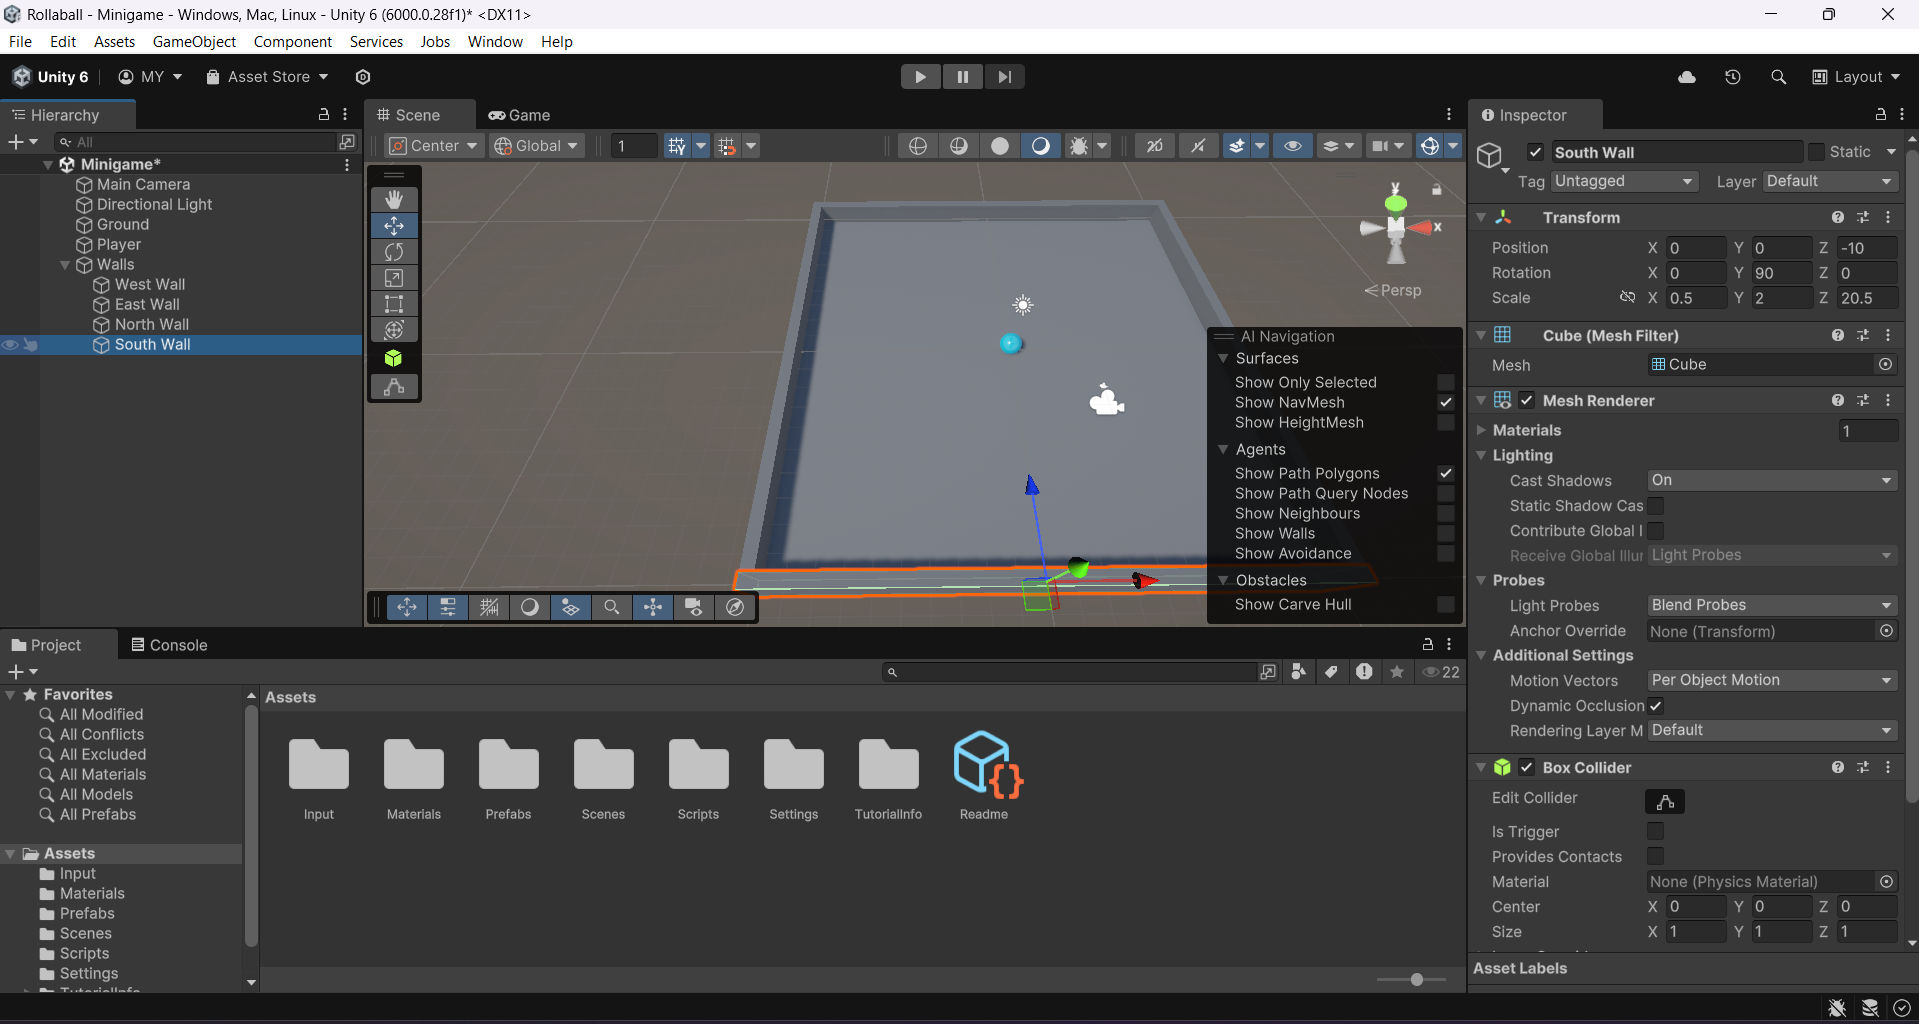 Rollaball - Minigame - Windows, Mac, Linux - Unity 6 (6000.0.28f1)* <DX11>
File Edit Assets GameObject Component Services Jobs Window Help
Unity 6 MY Asset Store Layout
Hierarchy
All
Minigame*
Main Camera
Directional Light
Ground
Player
Walls
West Wall
East Wall
North Wall
South Wall
Scene Game
Center Global 1 2D
y
x
Persp
AI Navigation
Surfaces
Show Only Selected
Show NavMesh
Show HeightMesh
Agents
Show Path Polygons
Show Path Query Nodes
Show Neighbours
Show Walls
Show Avoidance
Obstacles
Show Carve Hull
Inspector
South Wall Static
Tag Untagged Layer Default
Transform
Position X 0 Y 0 Z -10
Rotation X 0 Y 90 Z 0
Scale X 0.5 Y 2 Z 20.5
Cube (Mesh Filter)
Mesh Cube
Mesh Renderer
Materials 1
Lighting
Cast Shadows On
Static Shadow Cas
Contribute Global I
Receive Global Illur Light Probes
Probes
Light Probes Blend Probes
Anchor Override None (Transform)
Additional Settings
Motion Vectors Per Object Motion
Dynamic Occlusion
Rendering Layer M Default
Box Collider
Edit Collider
Is Trigger
Provides Contacts
Material None (Physics Material)
Center X 0 Y 0 Z 0
Size X 1 Y 1 Z 1
Asset Labels
Project Console
22
Favorites
All Modified
All Conflicts
All Excluded
All Materials
All Models
All Prefabs
Assets
Input
Materials
Prefabs
Scenes
Scripts
Settings
TutorialInfo
Assets
Input Materials Prefabs Scenes Scripts Settings TutorialInfo Readme